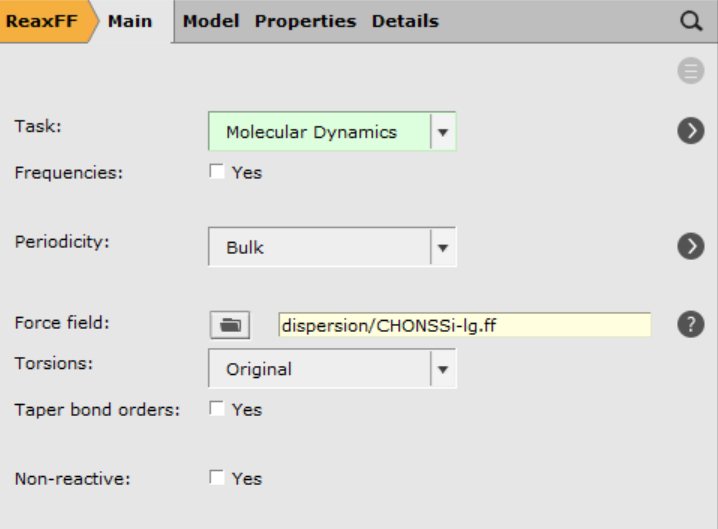 ReaxFF Main Model Properties Details
Task: Molecular Dynamics
Frequencies: Yes
Periodicity: Bulk
Force field: dispersion/CHONSSi-lg.ff
Torsions: Original
Taper bond orders: Yes
Non-reactive: Yes